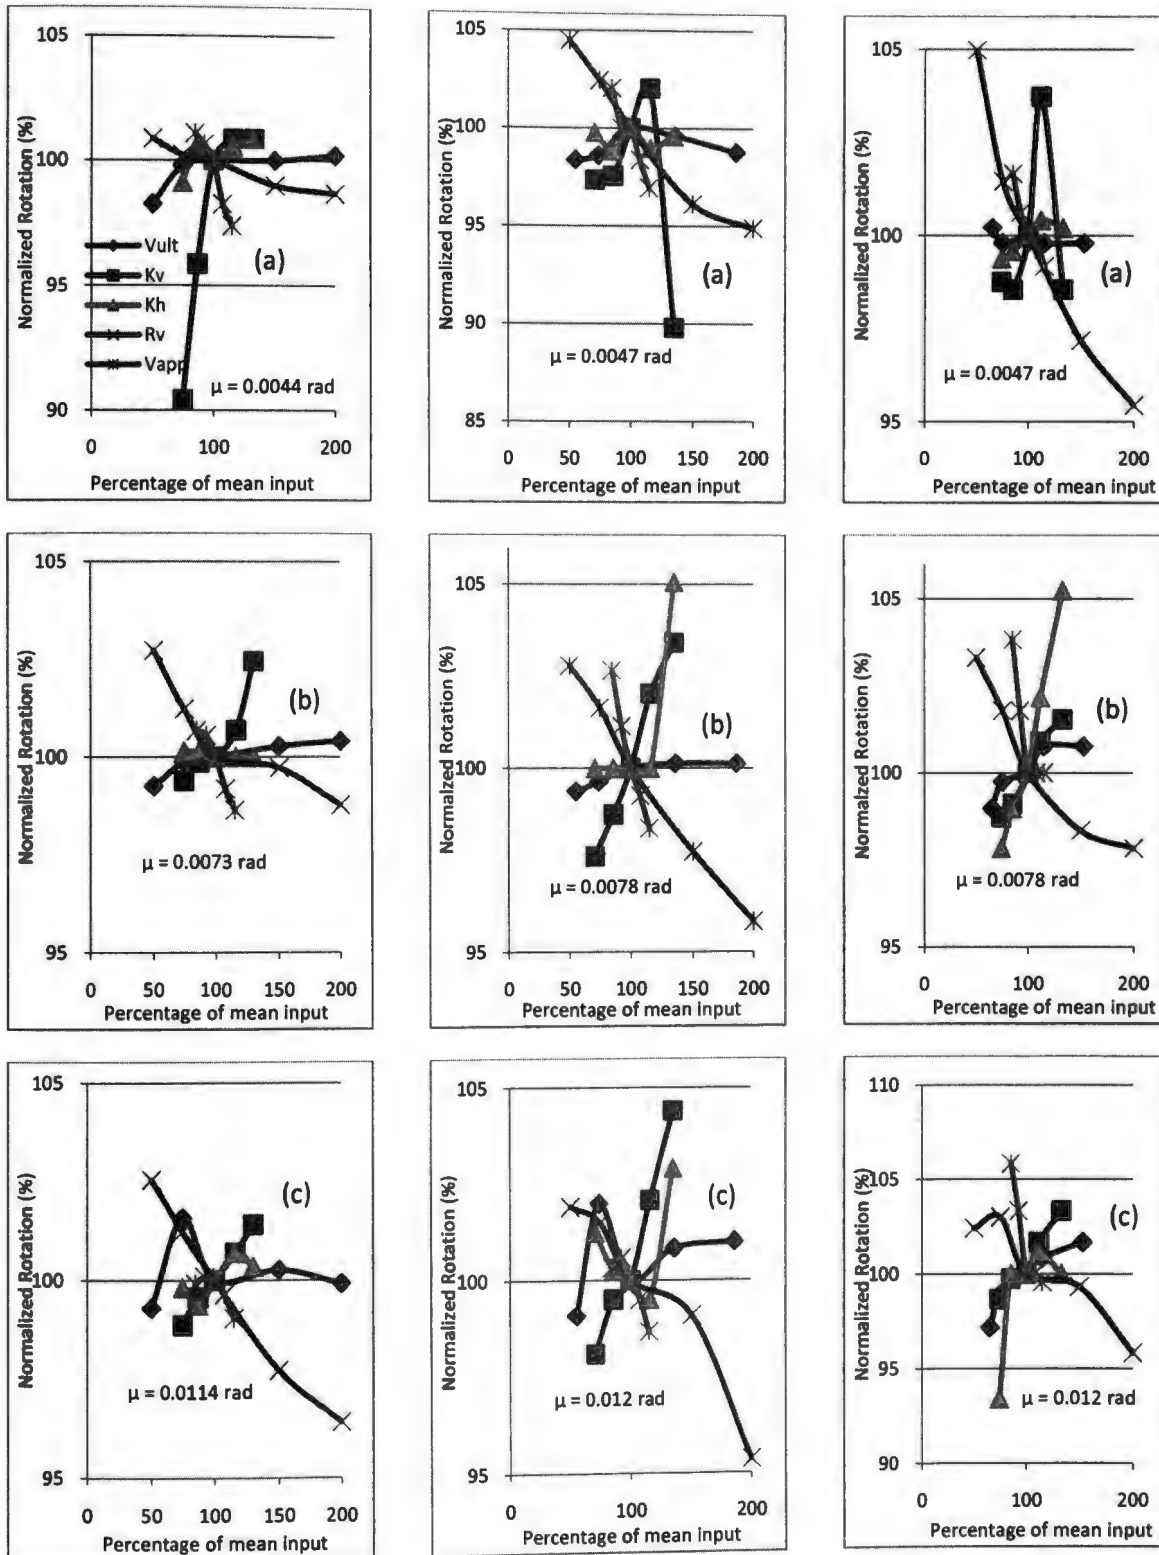 Normalized Rotation (%)
105
100
95
90
Vult
Kv
Kh
Rv
Vapp
(a)
μ = 0.0044 rad
0 100 200
Percentage of mean input
Normalized Rotation (%)
105
100
95
90
85
(a)
μ = 0.0047 rad
0 50 100 150 200
Percentage of mean input
Normalized Rotation (%)
105
100
95
(a)
μ = 0.0047 rad
0 100 200
Percentage of mean input
Normalized Rotation (%)
105
100
95
(b)
μ = 0.0073 rad
0 50 100 150 200
Percentage of mean input
Normalzed Rotation (%)
105
100
95
(b)
μ = 0.0078 rad
0 50 100 150 200
Percentage of mean input
Normalized Rotation (%)
105
100
95
(b)
μ = 0.0078 rad
0 100 200
Percentage of mean input
Normalized Rotation (%)
105
100
95
(c)
μ = 0.0114 rad
0 50 100 150 200
Percentage of mean input
Normalized Rotation (%)
105
100
95
(c)
μ = 0.012 rad
0 50 100 150 200
Percentage of mean input
Normalized Rotation (%)
110
105
100
95
90
(c)
μ = 0.012 rad
0 100 200
Percentage of mean input